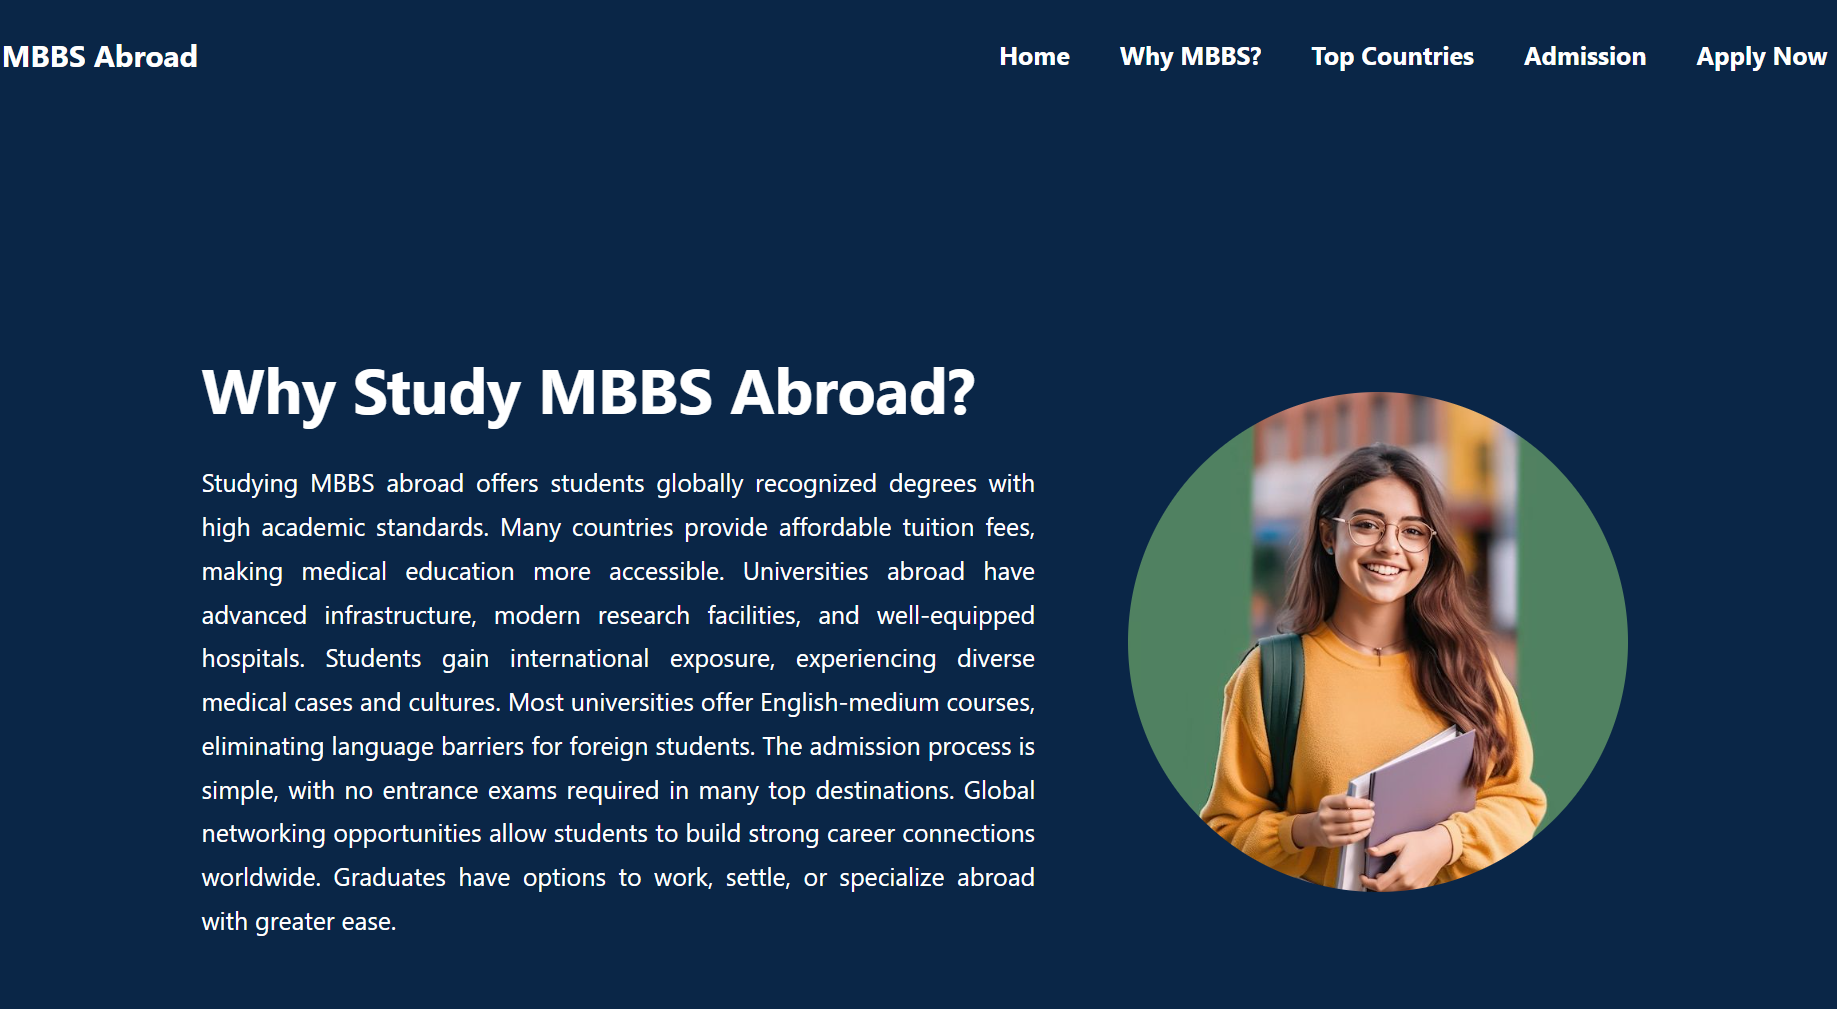 MBBS Abroad
Home Why MBBS? Top Countries Admission Apply Now
Why Study MBBS Abroad?
Studying MBBS abroad offers students globally recognized degrees with
high academic standards. Many countries provide affordable tuition fees,
making medical education more accessible. Universities abroad have
advanced infrastructure, modern research facilities, and well-equipped
hospitals. Students gain international exposure, experiencing diverse
medical cases and cultures. Most universities offer English-medium courses,
eliminating language barriers for foreign students. The admission process is
simple, with no entrance exams required in many top destinations. Global
networking opportunities allow students to build strong career connections
worldwide. Graduates have options to work, settle, or specialize abroad
with greater ease.